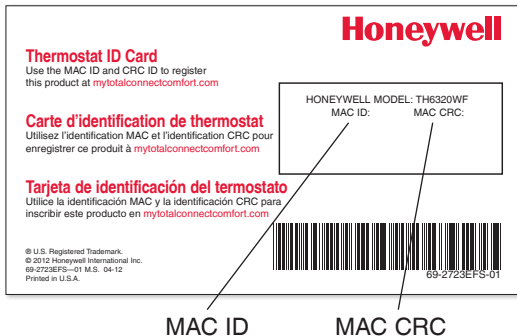 Honeywell
Thermostat ID Card
Use the MAC ID and CRC ID to register
this product at mytotalconnectcomfort.com
HONEYWELL MODEL: TH6320WF
MAC ID: MAC CRC:
Carte d'identification de thermostat
Utilisez l'identification MAC et l'identification CRC pour
enregistrer ce produit à mytotalconnectcomfort.com
Tarjeta de identificación del termostato
Utilice la identificación MAC y la identificación CRC para
inscribir este producto en mytotalconnectcomfort.com
® U.S. Registered Trademark.
© 2012 Honeywell International Inc.
69-2723EFS—01 M.S. 04-12
Printed in U.S.A.
69-2723EFS-01
MAC ID MAC CRC